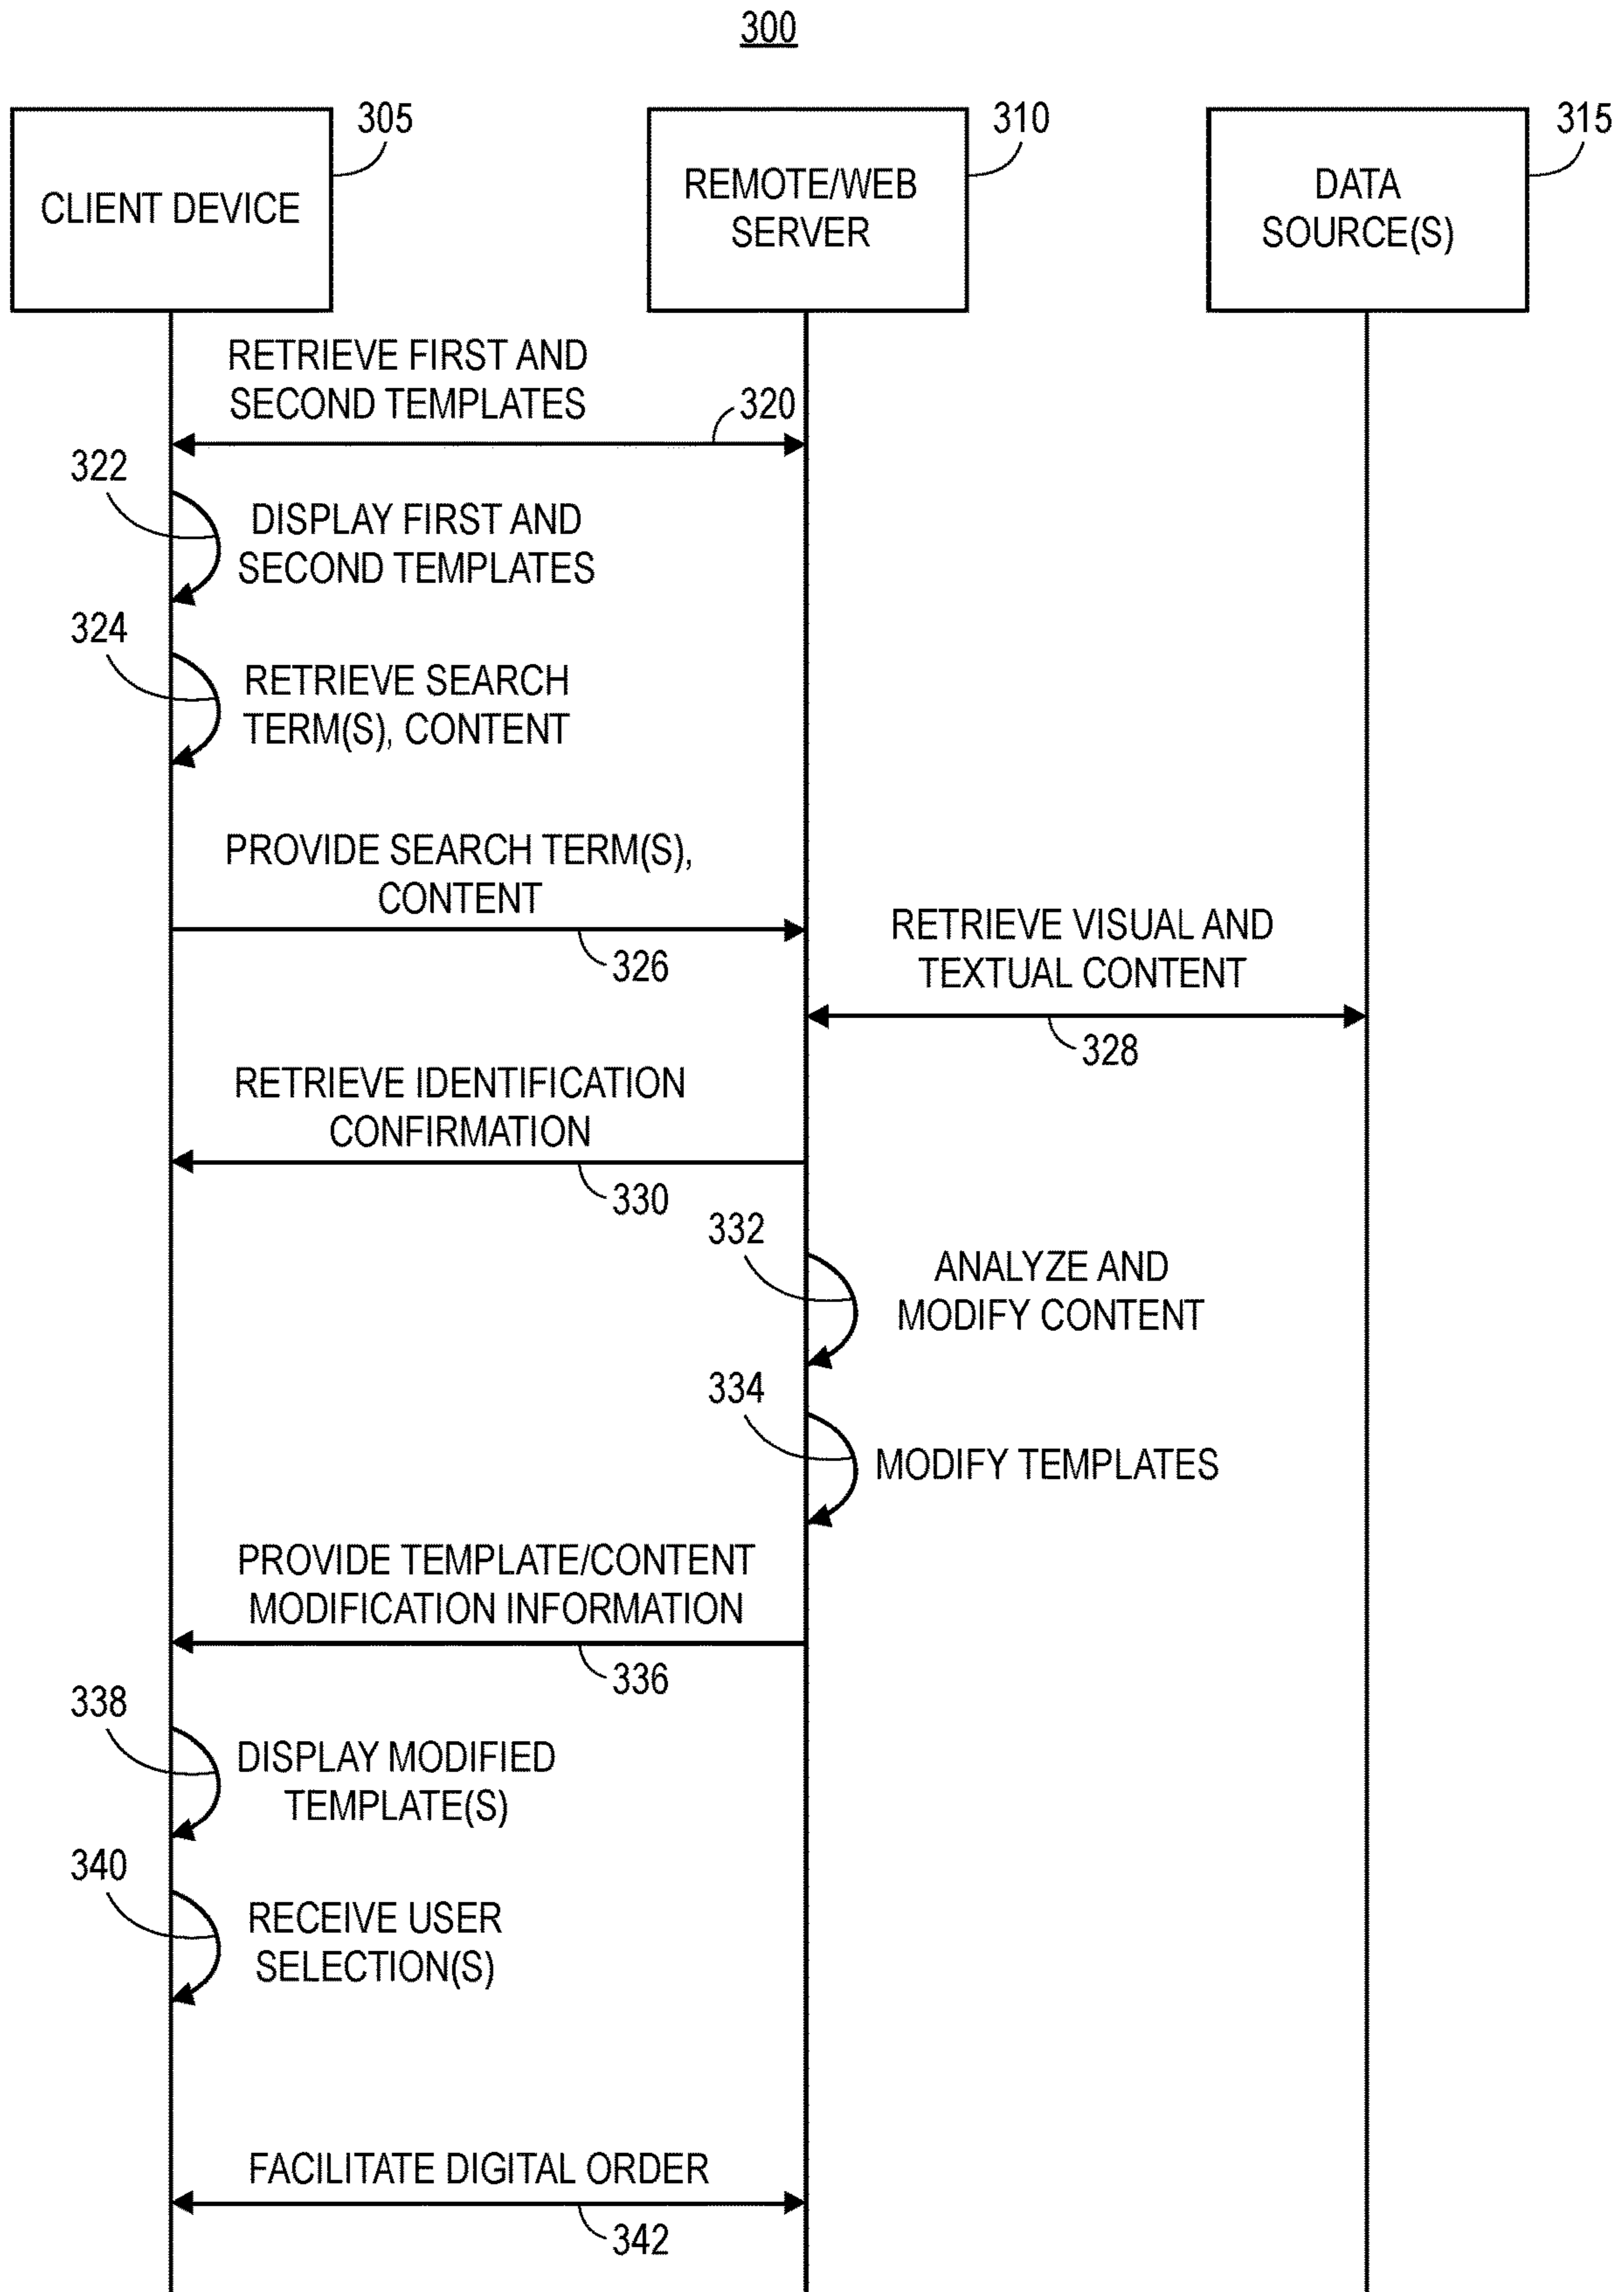 300
305
310
315
CLIENT DEVICE
REMOTE/WEB
SERVER
DATA
SOURCE(S)
RETRIEVE FIRST AND
SECOND TEMPLATES
320
322
DISPLAY FIRST AND
SECOND TEMPLATES
324
RETRIEVE SEARCH
TERM(S), CONTENT
PROVIDE SEARCH TERM(S),
CONTENT
326
RETRIEVE VISUAL AND
TEXTUAL CONTENT
328
RETRIEVE IDENTIFICATION
CONFIRMATION
330
332
ANALYZE AND
MODIFY CONTENT
334
MODIFY TEMPLATES
PROVIDE TEMPLATE/CONTENT
MODIFICATION INFORMATION
336
338
DISPLAY MODIFIED
TEMPLATE(S)
340
RECEIVE USER
SELECTION(S)
FACILITATE DIGITAL ORDER
342